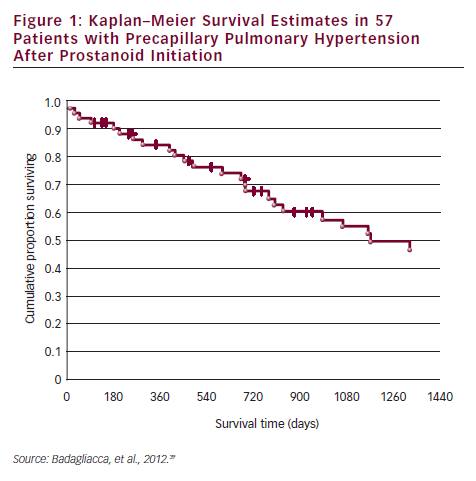 Figure 1: Kaplan–Meier Survival Estimates in 57
Patients with Precapillary Pulmonary Hypertension
After Prostanoid Initiation
Cumulative proportion surviving
1.0
0.9
0.8
0.7
0.6
0.5
0.4
0.3
0.2
0.1
0
0 180 360 540 720 900 1080 1260 1440
Survival time (days)
Source: Badagliacca, et al., 2012.³⁹